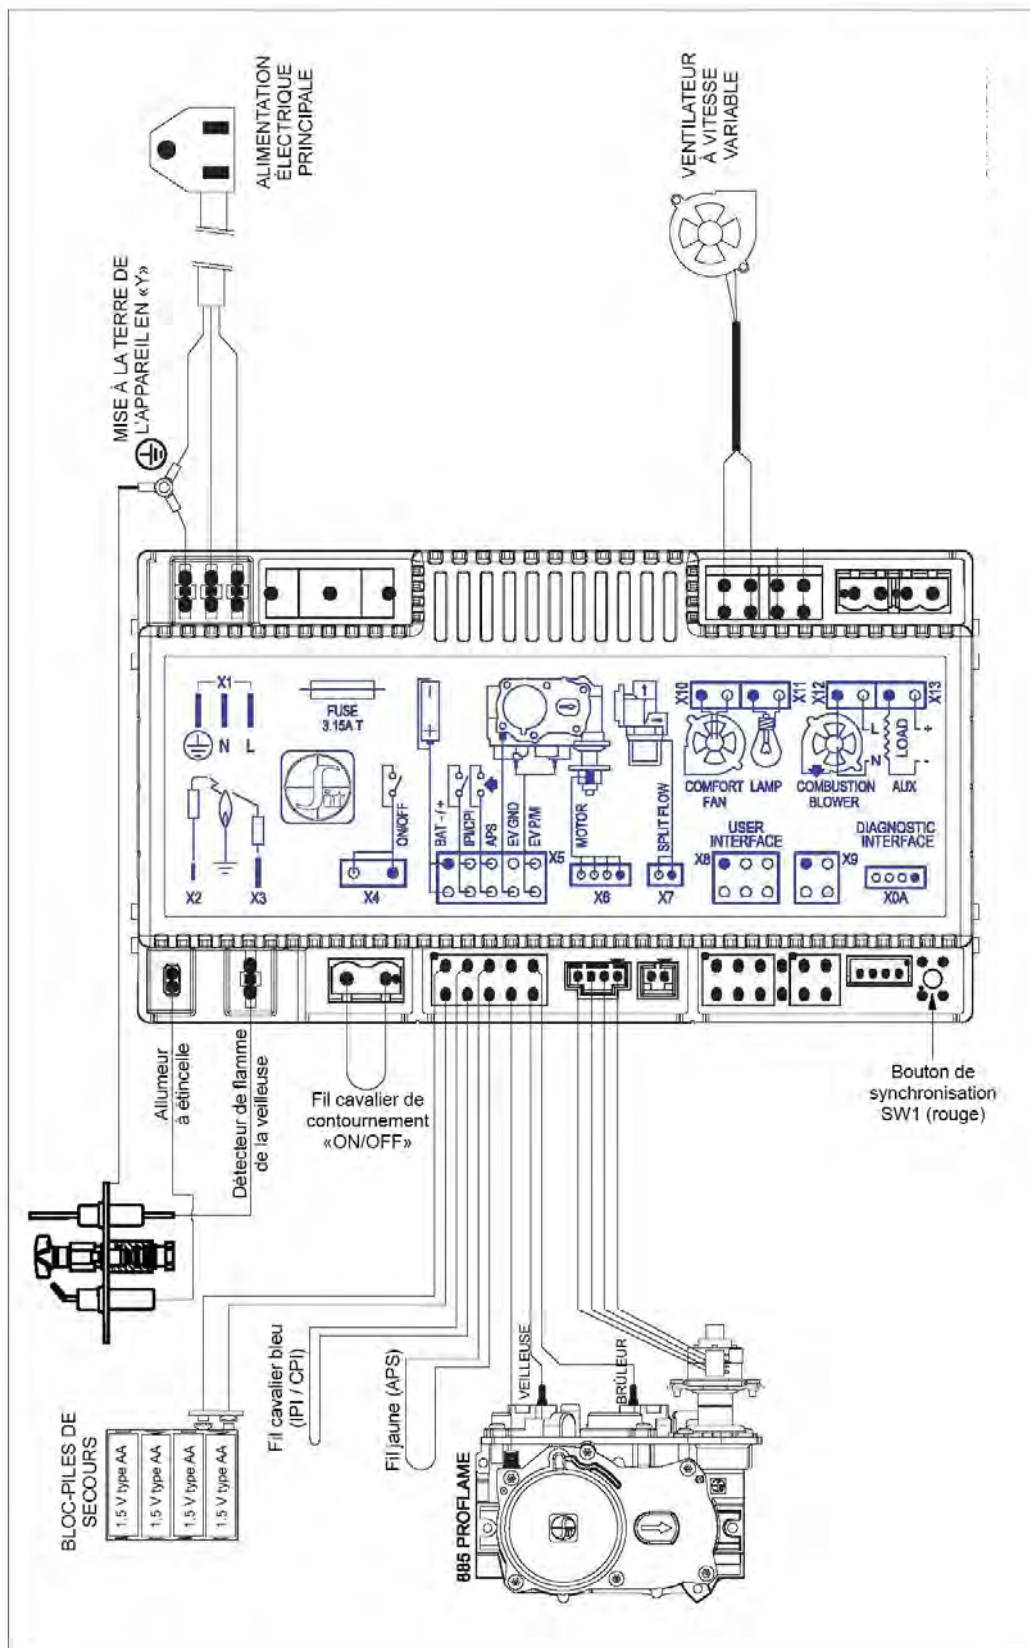 ALIMENTATION
ÉLECTRIQUE
PRINCIPALE
VENTILATEUR
À VITESSE
VARIABLE
MISE À LA TERRE DE
L'APPAREIL EN «Y»
X1
N
L
FUSE
3.15A T
X2
X3
ON/OFF
X4
BAT -/+
IPI/CPI
APS
EV GND
EV P/M
X5
MOTOR
X6
SPLIT FLOW
X7
X10
X11
COMFORT
FAN
LAMP
X12
X13
L
N
LOAD
+
-
COMBUSTION
BLOWER
AUX
USER
INTERFACE
X8
X9
DIAGNOSTIC
INTERFACE
X0A
Allumeur
à étincelle
Détecteur de flamme
de la veilleuse
Fil cavalier de
contournement
«ON/OFF»
Bouton de
synchronisation
SW1 (rouge)
BLOC-PILES DE
SECOURS
1.5 V type AA
1.5 V type AA
1.5 V type AA
1.5 V type AA
Fil cavalier bleu
(IPI / CPI)
Fil jaune (APS)
VEILLEUSE
BRÛLEUR
885 PROFLAME